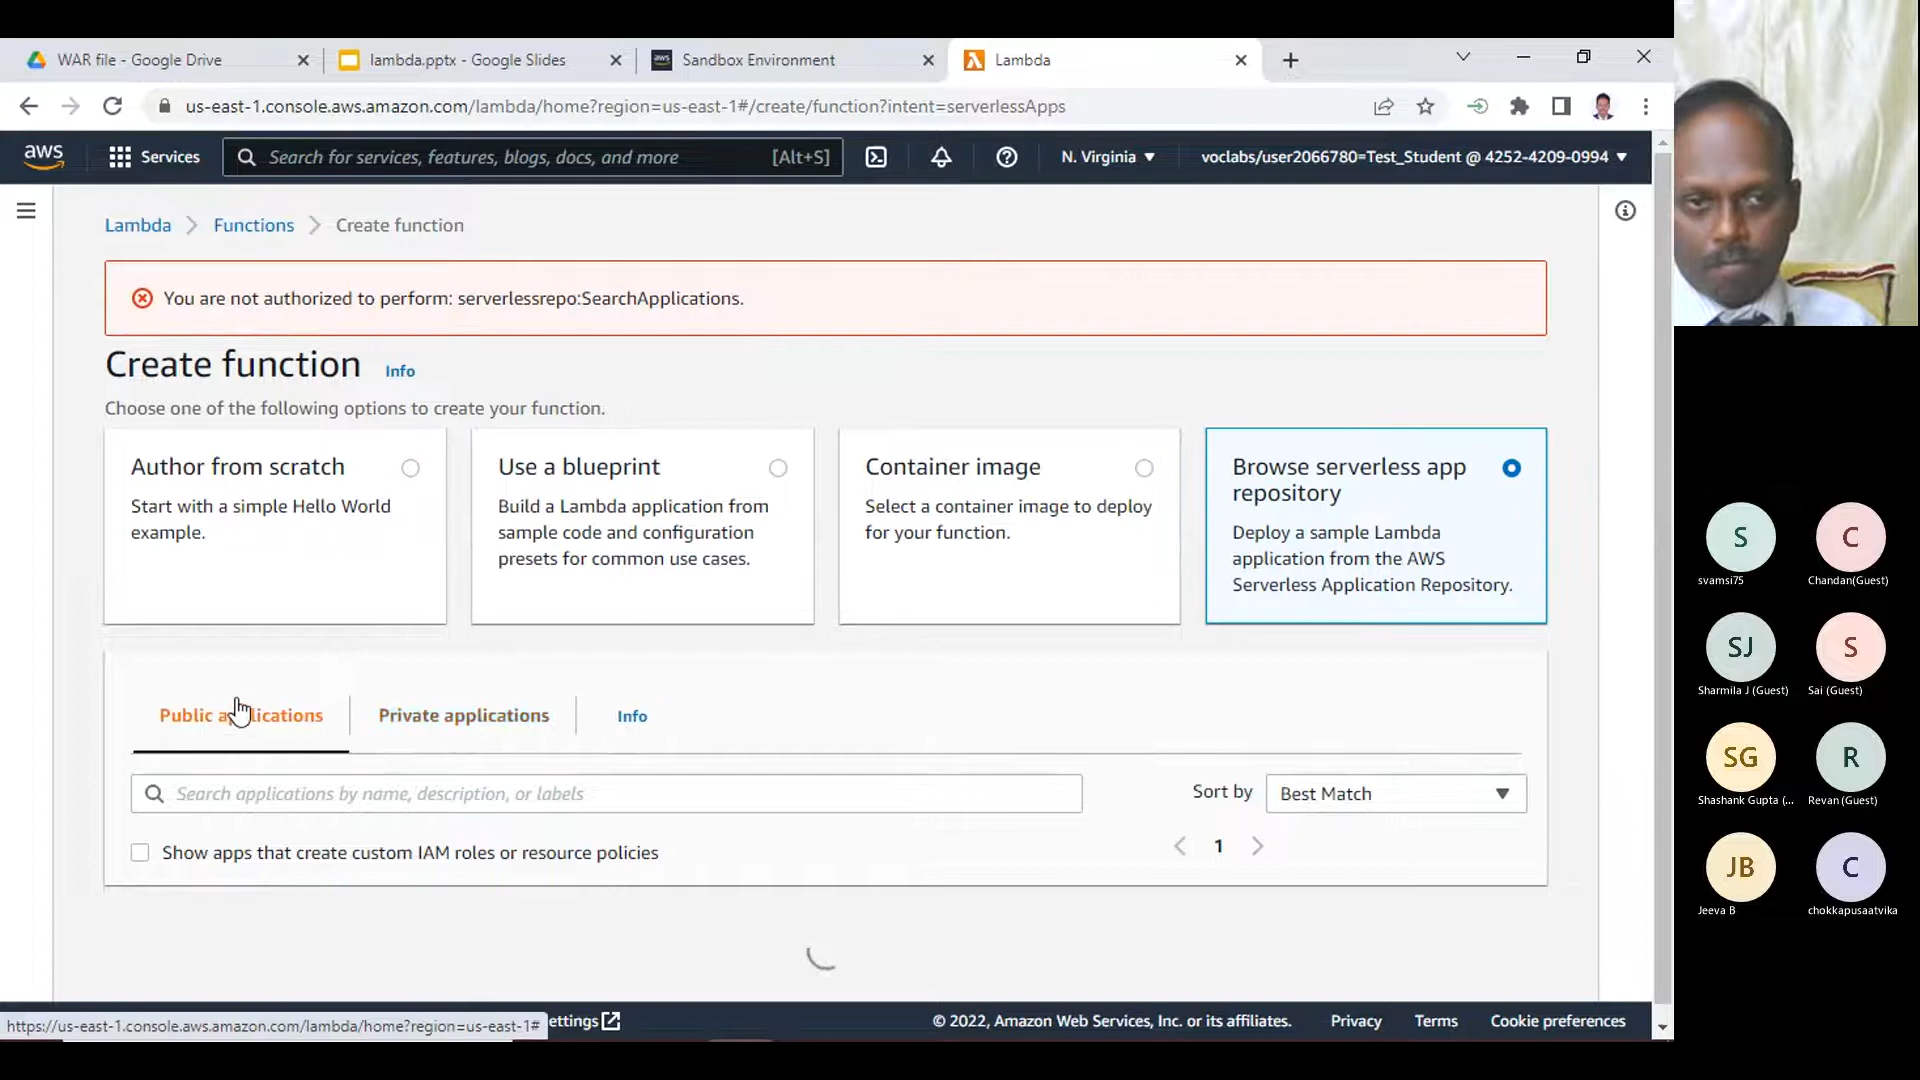 WAR file - Google Drive
lambda.pptx - Google Slides
aws
Sandbox Environment
Lambda
us-east-1.console.aws.amazon.com/lambda/home?region=us-east-1#/create/function?intent=serverlessApps
aws
Services
Search for services, features, blogs, docs, and more
[Alt+S]
N. Virginia
voclabs/user2066780=Test_Student @ 4252-4209-0994
Lambda
Functions
Create function
You are not authorized to perform: serverlessrepo:SearchApplications.
Create function
Info
Choose one of the following options to create your function.
Author from scratch
Start with a simple Hello World
example.
Use a blueprint
Build a Lambda application from
sample code and configuration
presets for common use cases.
Container image
Select a container image to deploy
for your function.
Browse serverless app
repository
Deploy a sample Lambda
application from the AWS
Serverless Application Repository.
Public applications
Private applications
Info
Search applications by name, description, or labels
Sort by
Best Match
Show apps that create custom IAM roles or resource policies
1
https://us-east-1.console.aws.amazon.com/lambda/home?region=us-east-1#
ettings
© 2022, Amazon Web Services, Inc. or its affiliates.
Privacy
Terms
Cookie preferences
S
svamsi75
C
Chandan(Guest)
SJ
Sharmila J (Guest)
S
Sai (Guest)
SG
Shashank Gupta (...
R
Revan (Guest)
JB
Jeeva B
C
chokkapusaatvika